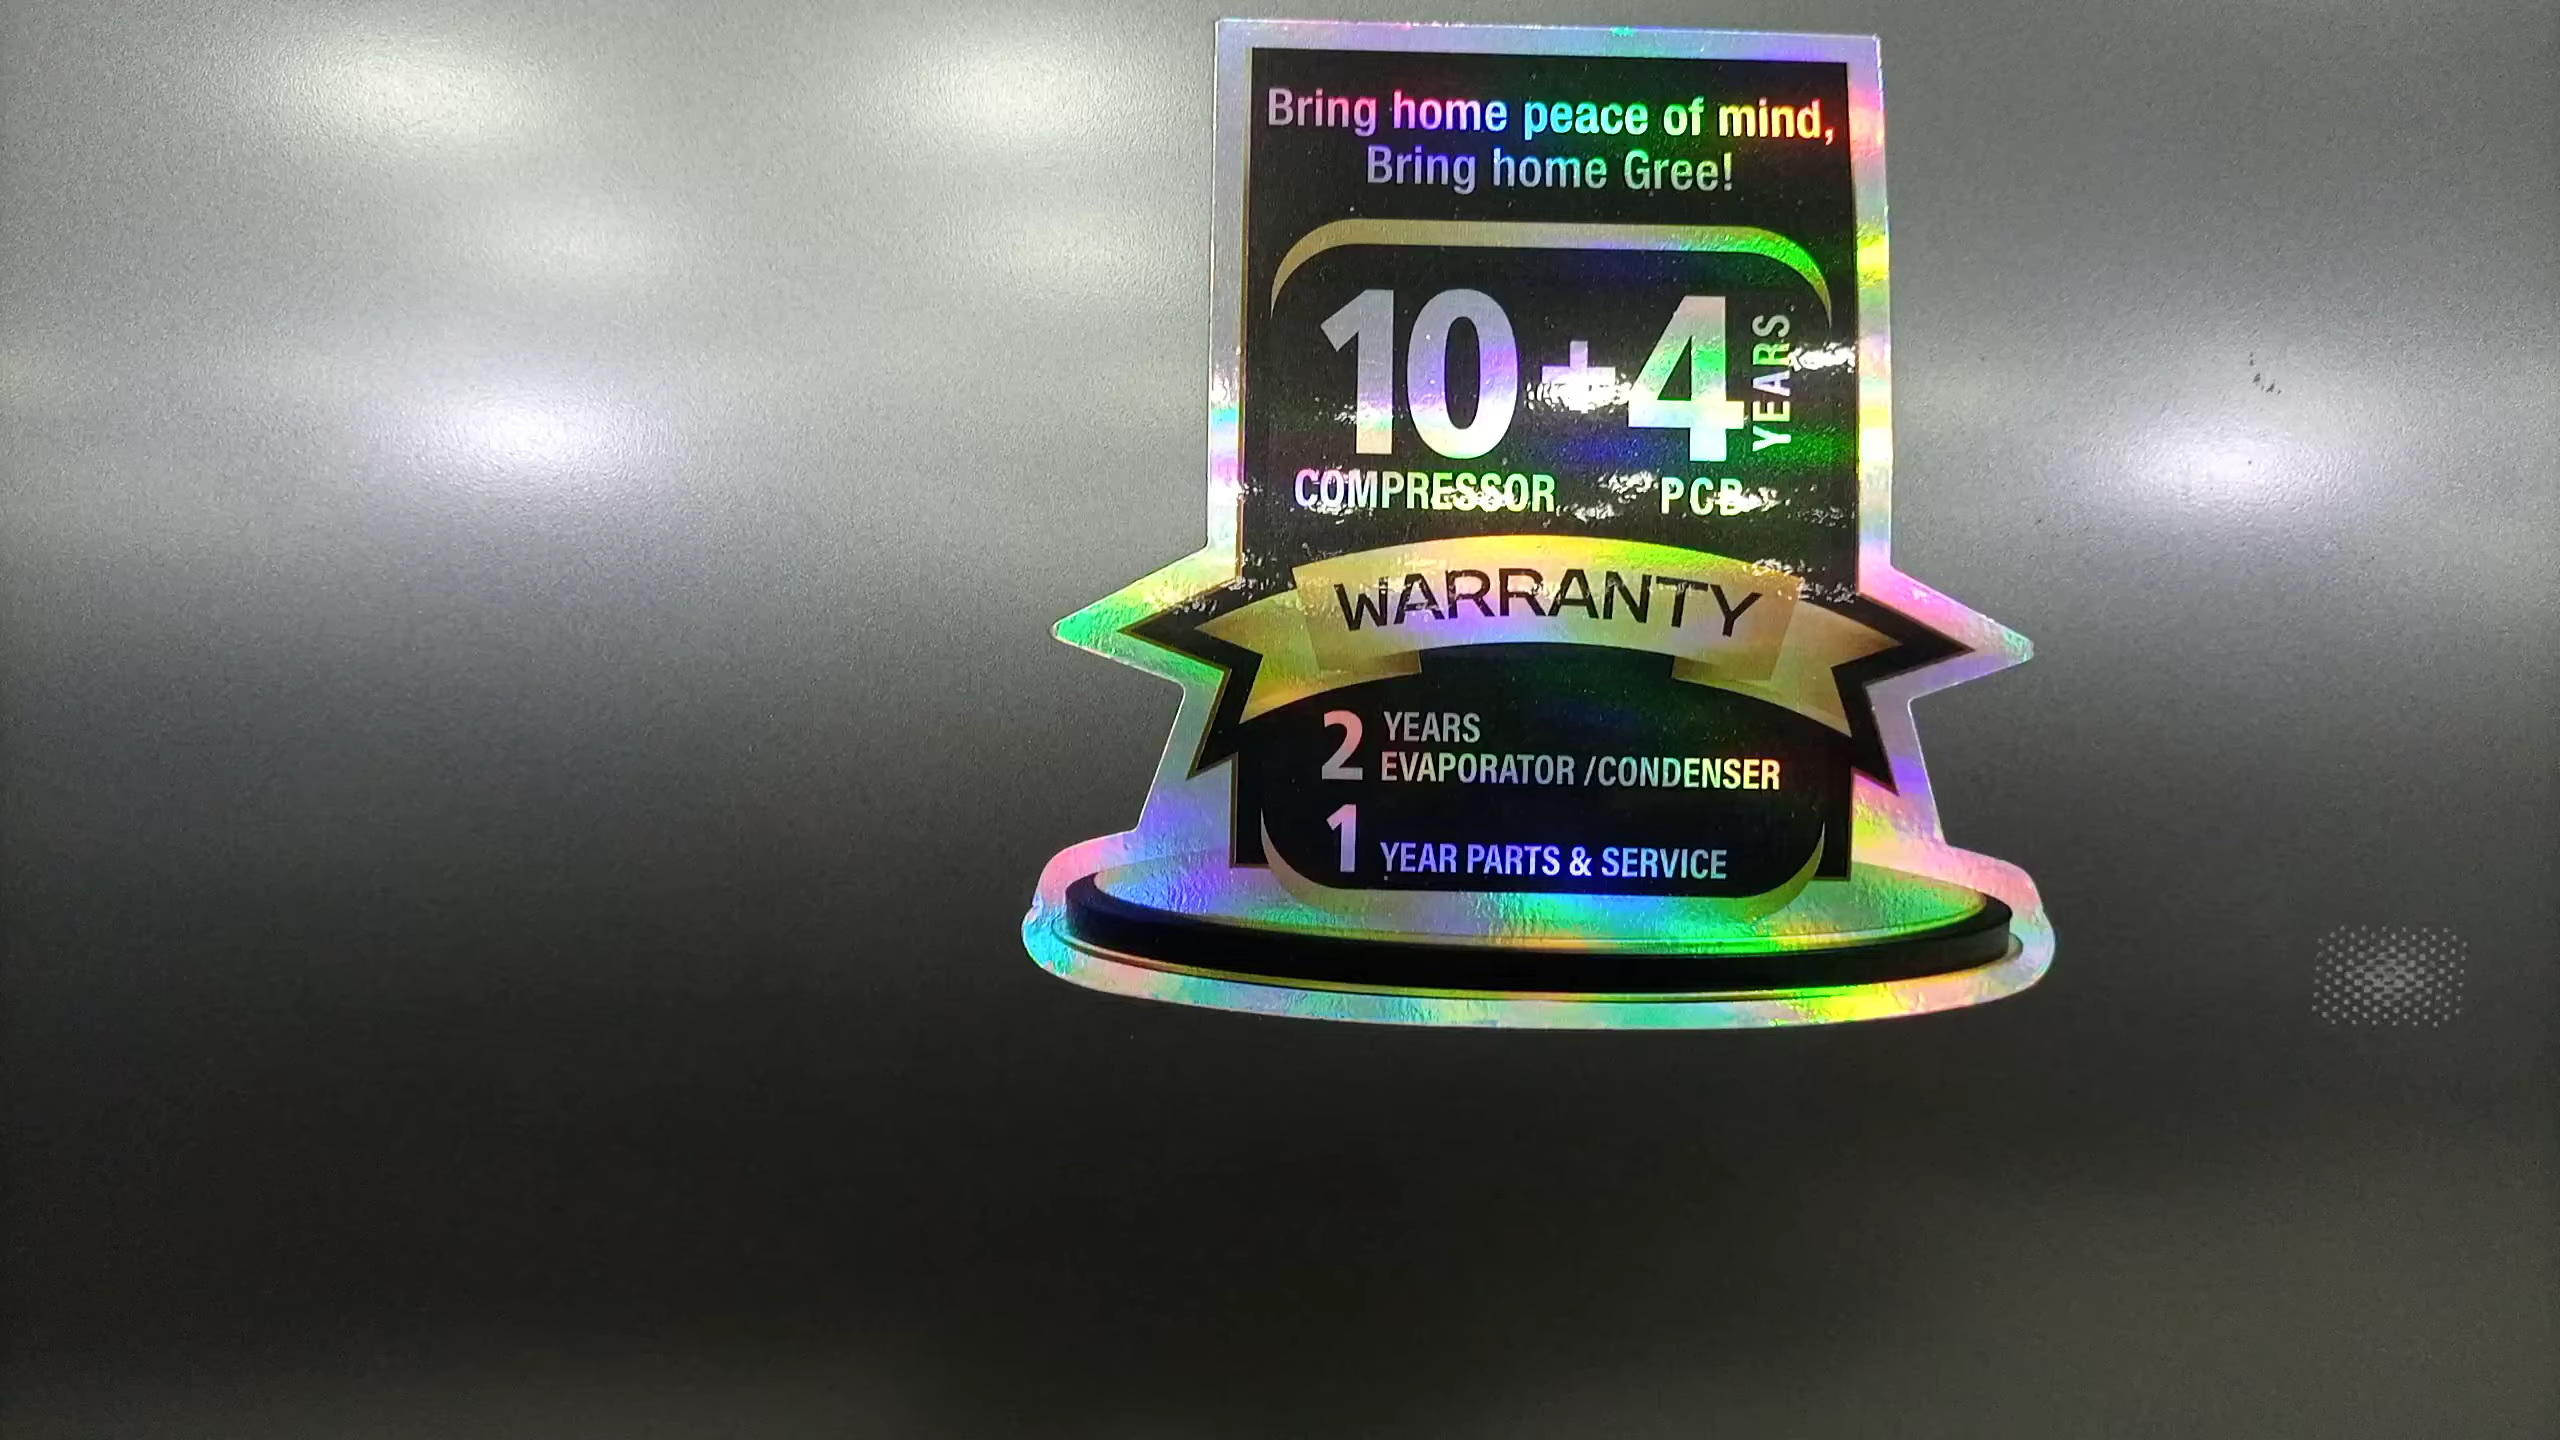 Bring home peace of mind,
Bring home Gree!
10 + 4 YEARS
COMPRESSOR PCB
WARRANTY
2 YEARS
EVAPORATOR /CONDENSER
1 YEAR PARTS & SERVICE